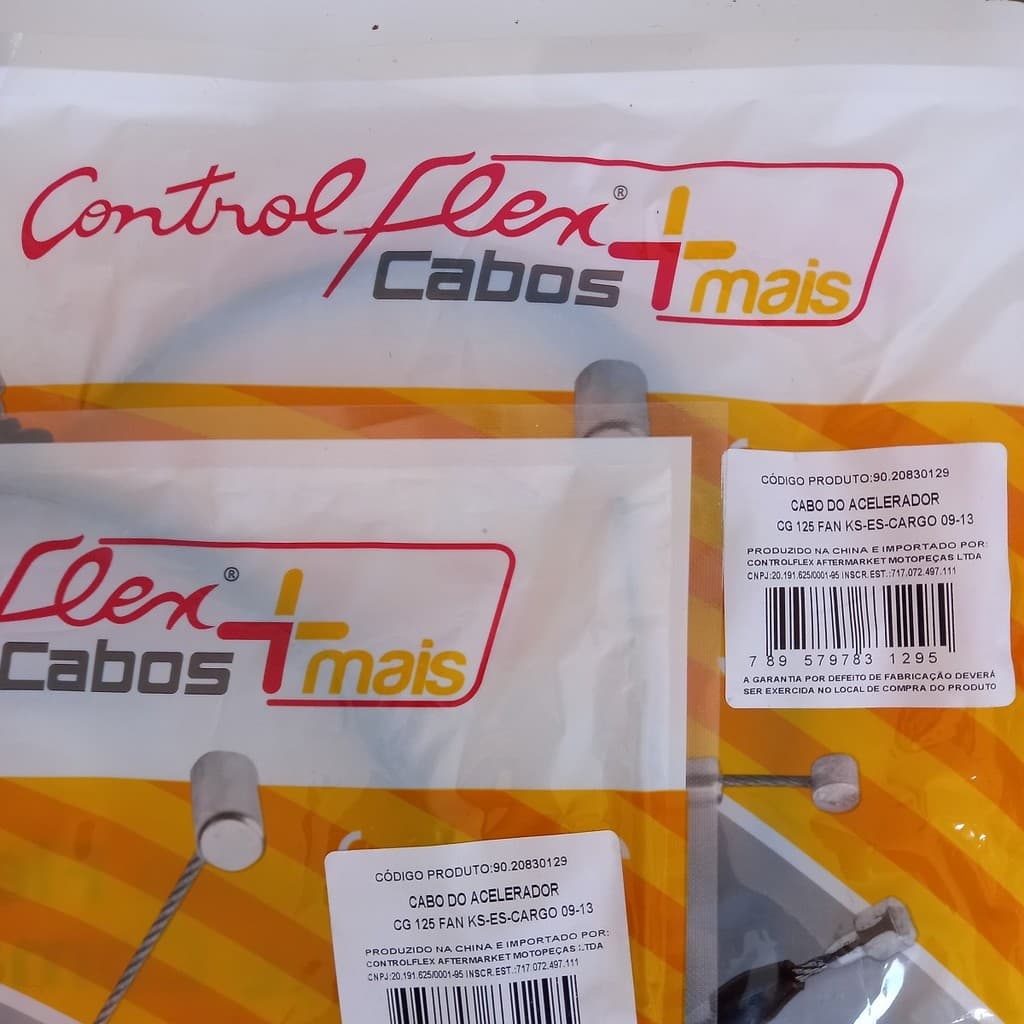 Control flex®
Cabos +mais
CÓDIGO PRODUTO:90.20830129
CABO DO ACELERADOR
CG 125 FAN KS-ES-CARGO 09-13
PRODUZIDO NA CHINA E IMPORTADO POR:
CONTROLFLEX AFTERMARKET MOTOPEÇAS LTDA
CNPJ:20.191.625/0001-95 INSCR.EST.:717.072.497.111
7 89 579783 1295
A GARANTIA POR DEFEITO DE FABRICAÇÃO DEVERÁ
SER EXERCIDA NO LOCAL DE COMPRA DO PRODUTO
flex®
Cabos +mais
CÓDIGO PRODUTO:90.20830129
CABO DO ACELERADOR
CG 125 FAN KS-ES-CARGO 09-13
PRODUZIDO NA CHINA E IMPORTADO POR:
CONTROLFLEX AFTERMARKET MOTOPEÇAS LTDA
CNPJ:20.191.625/0001-95 INSCR.EST.:717.072.497.111